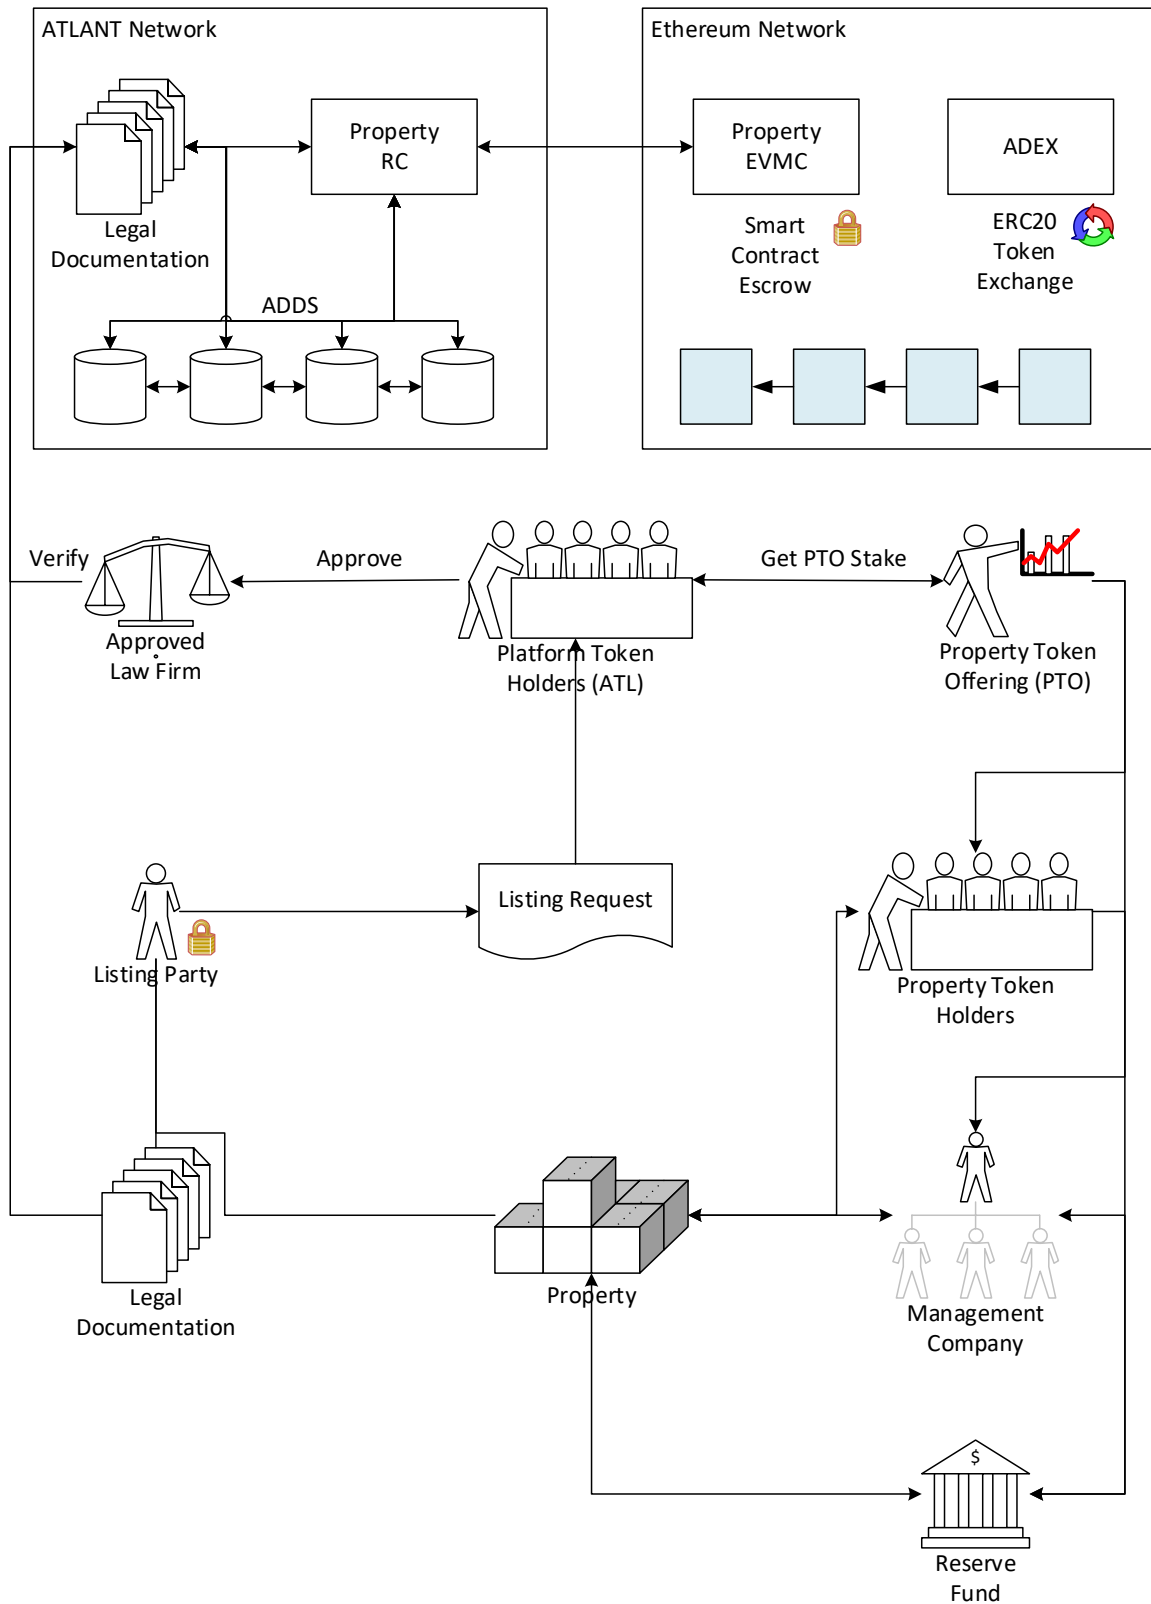 ATLANT Network
Ethereum Network
Property
RC
Property
EVMC
ADEX
Legal
Documentation
Smart
Contract
Escrow
ERC20
Token
Exchange
ADDS
Verify
Approve
Get PTO Stake
Approved
Law Firm
Platform Token
Holders (ATL)
Property Token
Offering (PTO)
Listing Request
Listing Party
Property Token
Holders
Legal
Documentation
Property
Management
Company
$
Reserve
Fund